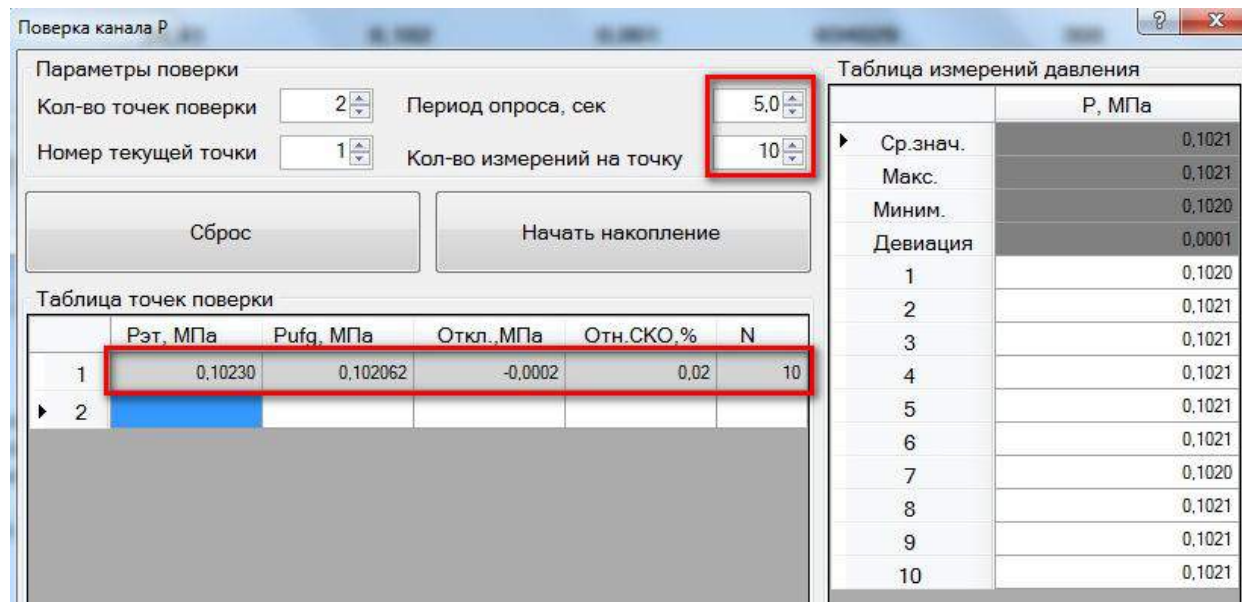 Поверка канала P
Параметры поверки
Кол-во точек поверки 2 Период опроса, сек 5,0
Номер текущей точки 1 Кол-во измерений на точку 10
Сброс Начать накопление
Таблица точек поверки
Рэт, МПа Pufg, МПа Откл.,МПа Отн.СКО,% N
1 0,10230 0,102062 -0,0002 0,02 10
2
Таблица измерений давления
P, МПа
Ср.знач. 0,1021
Макс. 0,1021
Миним. 0,1020
Девиация 0,0001
1 0,1020
2 0,1021
3 0,1021
4 0,1021
5 0,1021
6 0,1021
7 0,1020
8 0,1021
9 0,1021
10 0,1021